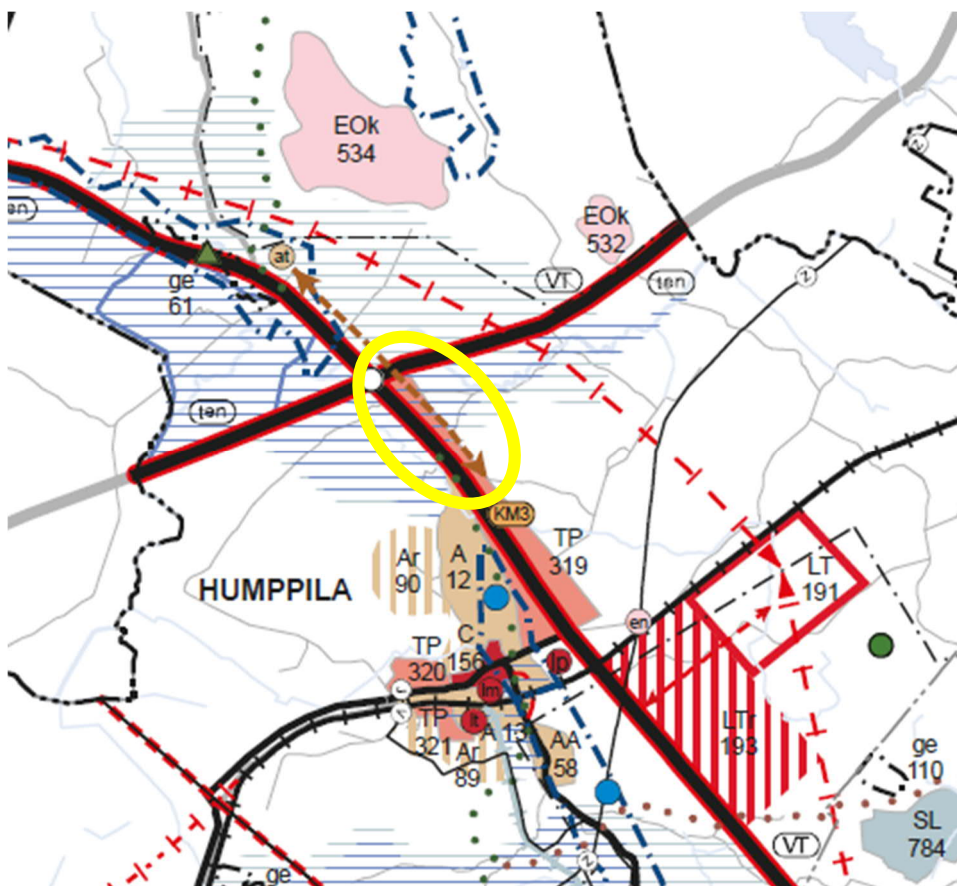 EOk
534
EOk
532
z
ten
at
VT
ten
ge
61
ten
z
KM3
TP
319
Ar
90
A
12
LT
191
HUMPPILA
en
TP
320
C
156
lp
lm
TP
321
lt
A 13
Ar
89
AA
58
LTr
193
ge
110
SL
784
VT
z
ge